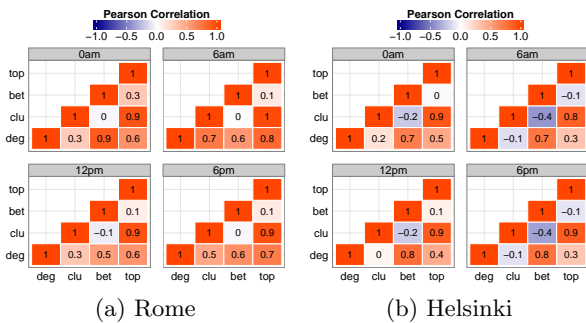 Pearson Correlation
−1.0 −0.5 0.0 0.5 1.0
0am 6am
top 1 1
bet 1 0.3 1 0.1
clu 1 0 0.9 1 0 1
deg 1 0.3 0.9 0.6 1 0.7 0.6 0.8
12pm 6pm
top 1 1
bet 1 0.1 1 0.1
clu 1 −0.1 0.9 1 0 0.9
deg 1 0.3 0.5 0.6 1 0.5 0.6 0.7
deg clu bet top deg clu bet top
(a) Rome
Pearson Correlation
−1.0 −0.5 0.0 0.5 1.0
0am 6am
top 1 1
bet 1 0 1 −0.1
clu 1 −0.2 0.9 1 −0.4 0.8
deg 1 0.2 0.7 0.5 1 −0.1 0.7 0.3
12pm 6pm
top 1 1
bet 1 0.1 1 −0.1
clu 1 −0.2 0.9 1 −0.4 0.9
deg 1 0 0.8 0.4 1 −0.1 0.8 0.3
deg clu bet top deg clu bet top
(b) Helsinki